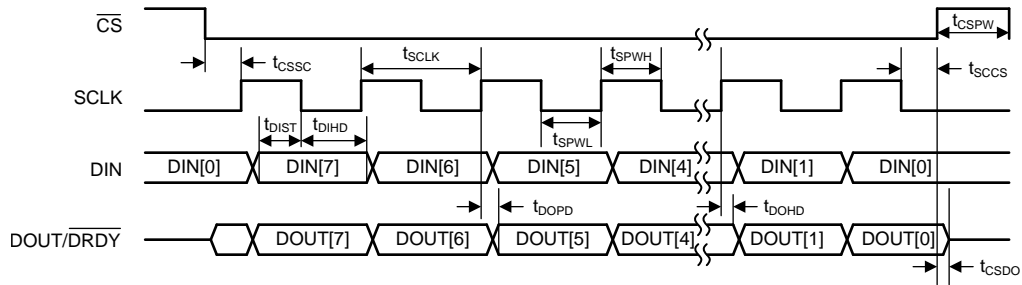 CS
tCSPW
tSCLK
tSPWH
tCSSC
tSCCS
SCLK
tDIST
tDIHD
tSPWL
DIN
DIN[0]
DIN[7]
DIN[6]
DIN[5]
DIN[4]
DIN[1]
DIN[0]
tDOPD
tDOHD
DOUT/DRDY
DOUT[7]
DOUT[6]
DOUT[5]
DOUT[4]
DOUT[1]
DOUT[0]
tCSDO